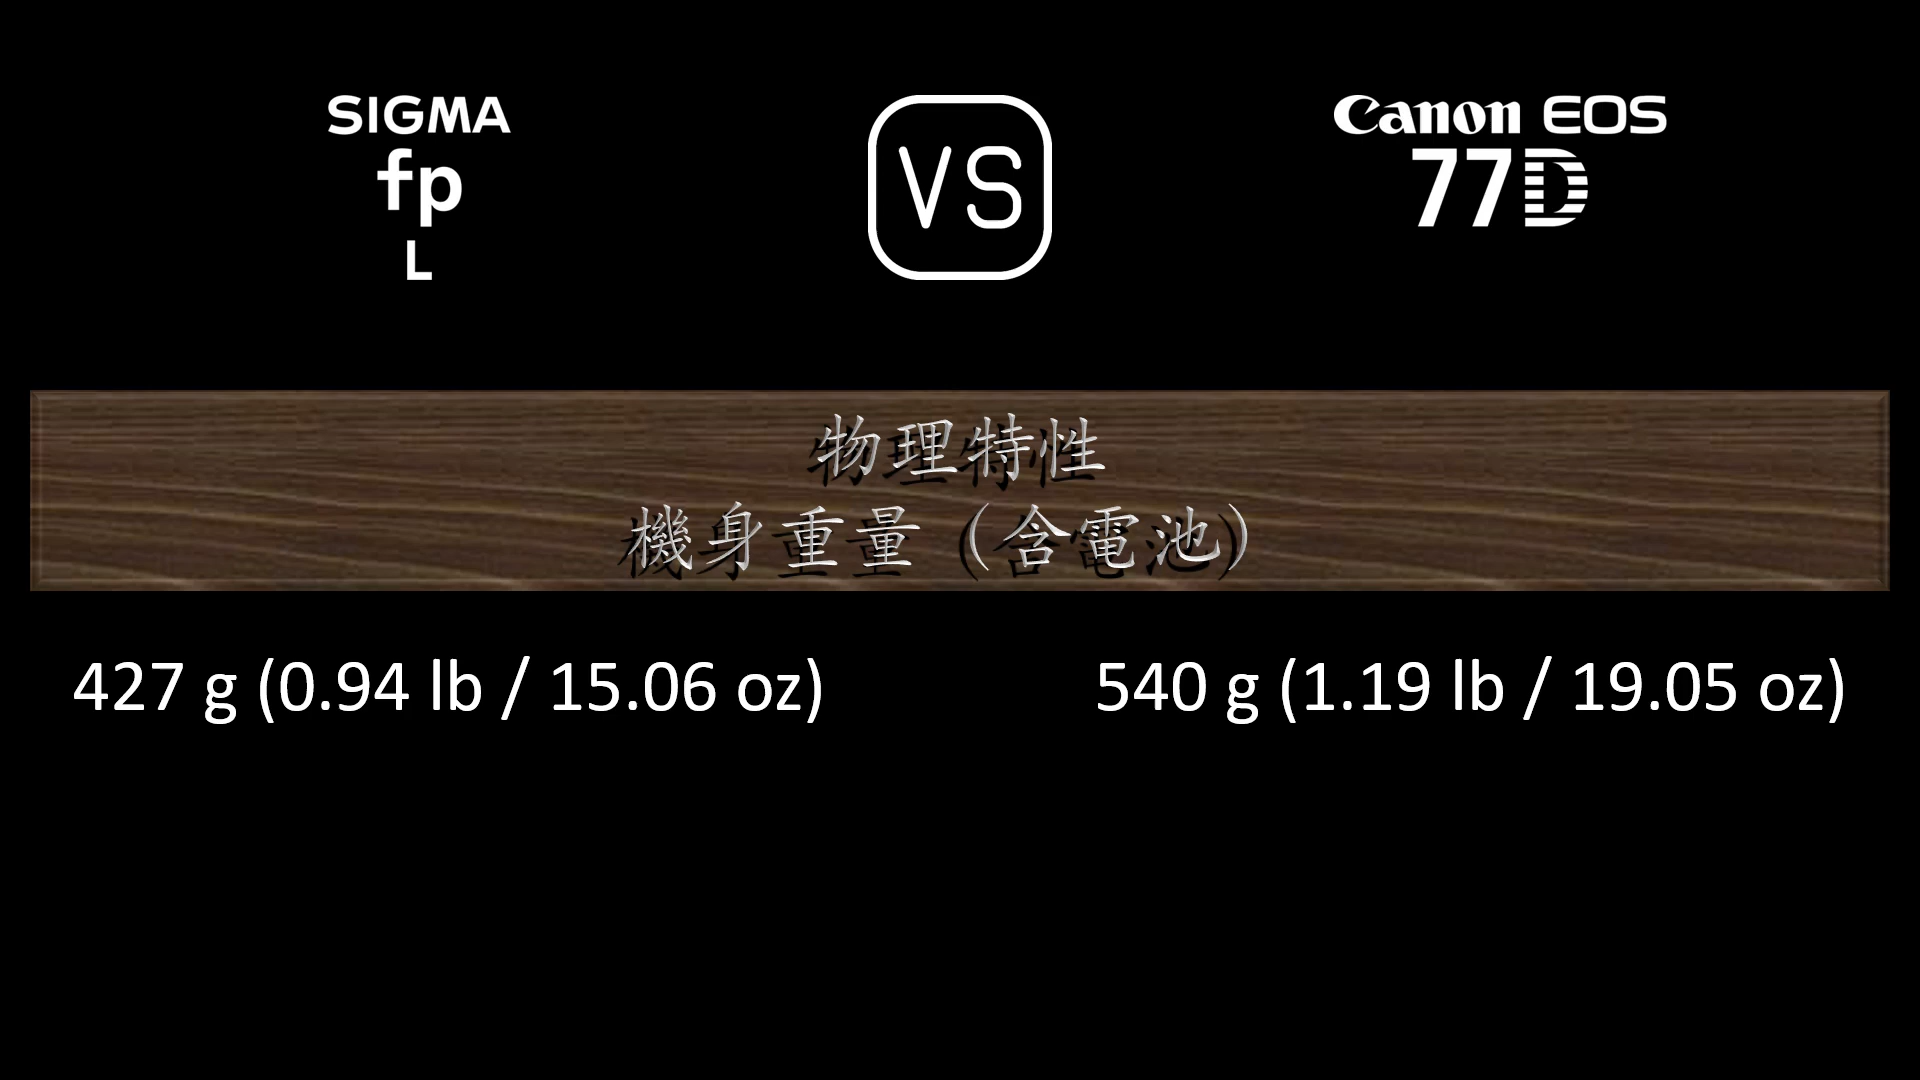 SIGMA
fp
L
VS
Canon EOS
77D
物理特性
機身重量（含電池）
427 g (0.94 lb / 15.06 oz)
540 g (1.19 lb / 19.05 oz)